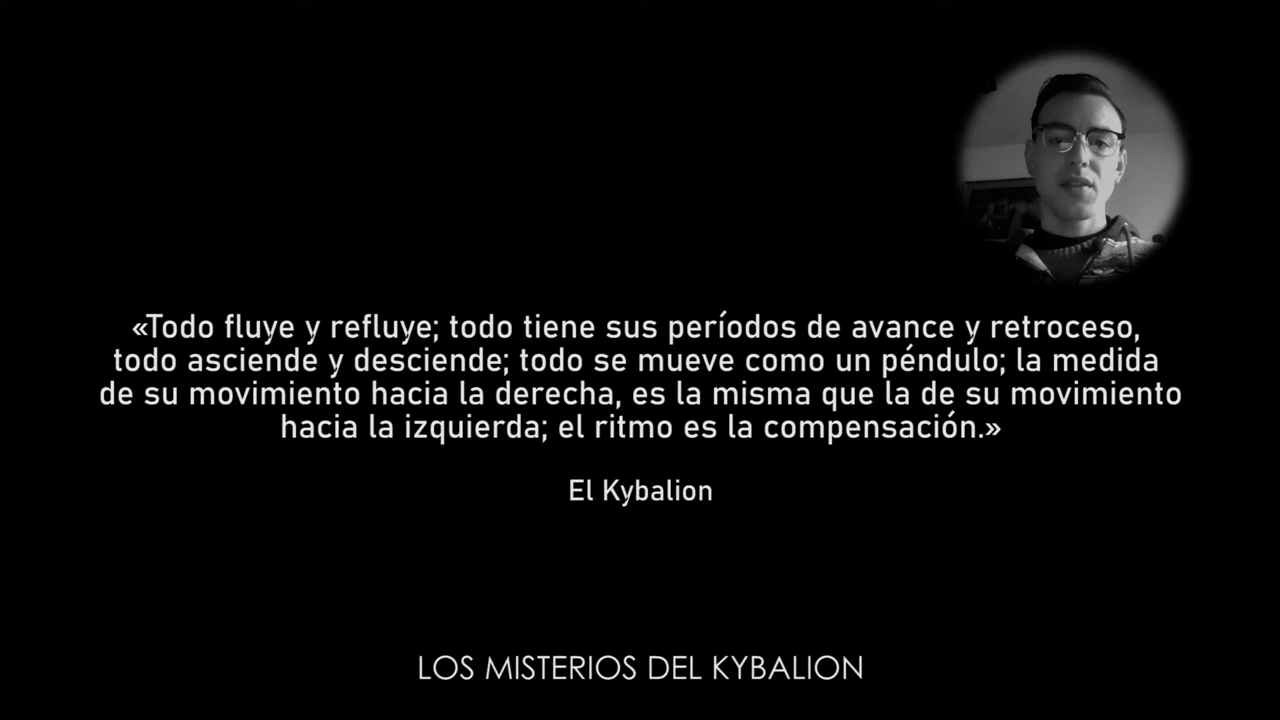 «Todo fluye y refluye; todo tiene sus períodos de avance y retroceso,
todo asciende y desciende; todo se mueve como un péndulo; la medida
de su movimiento hacia la derecha, es la misma que la de su movimiento
hacia la izquierda; el ritmo es la compensación.»
El Kybalion
LOS MISTERIOS DEL KYBALION